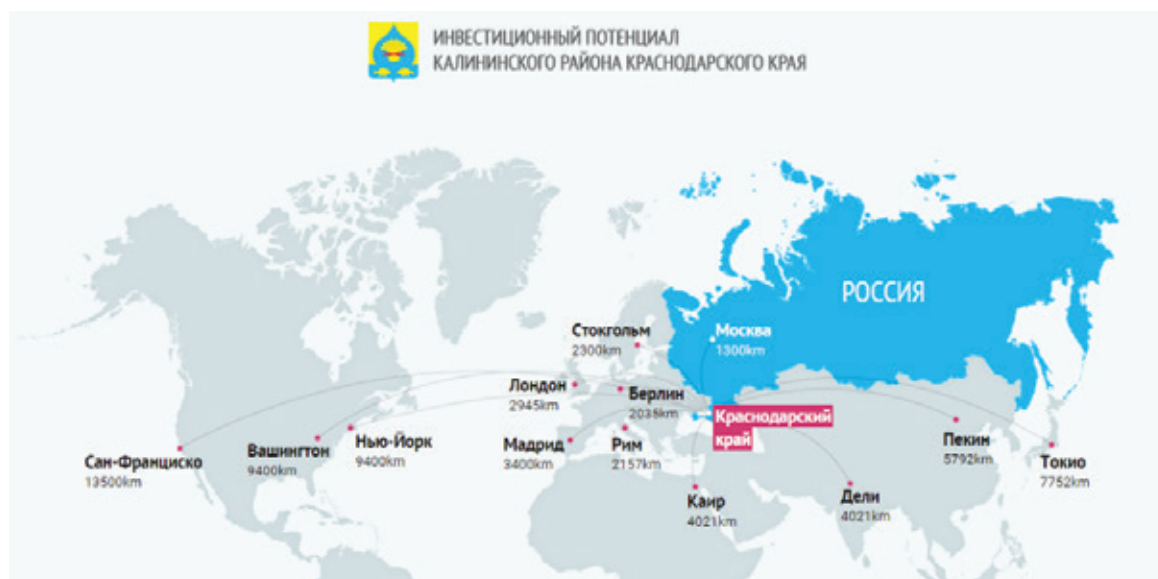 ИНВЕСТИЦИОННЫЙ ПОТЕНЦИАЛ
КАЛИНИНСКОГО РАЙОНА КРАСНОДАРСКОГО КРАЯ
РОССИЯ
Москва
1300km
Стокгольм
2300km
Лондон
2945km
Берлин
2035km
Краснодарский
край
Мадрид
3400km
Рим
2157km
Нью-Йорк
9400km
Вашингтон
9400km
Сан-Франциско
13500km
Пекин
5792km
Токио
7752km
Каир
4021km
Дели
4021km